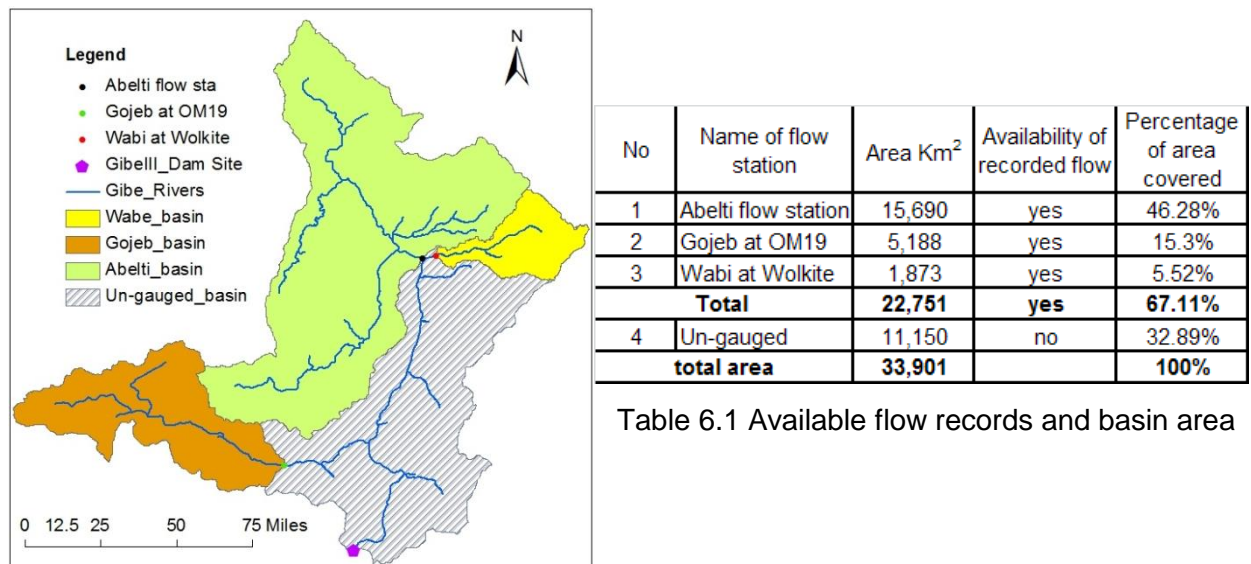 Legend
Abelti flow sta
Gojeb at OM19
Wabi at Wolkite
GibeIII_Dam Site
Gibe_Rivers
Wabe_basin
Gojeb_basin
Abelti_basin
Un-gauged_basin
N
0 12.5 25 50 75 Miles
No Name of flow station Area Km² Availability of recorded flow Percentage of area covered
1 Abelti flow station 15,690 yes 46.28%
2 Gojeb at OM19 5,188 yes 15.3%
3 Wabi at Wolkite 1,873 yes 5.52%
Total 22,751 yes 67.11%
4 Un-gauged 11,150 no 32.89%
total area 33,901 100%
Table 6.1 Available flow records and basin area